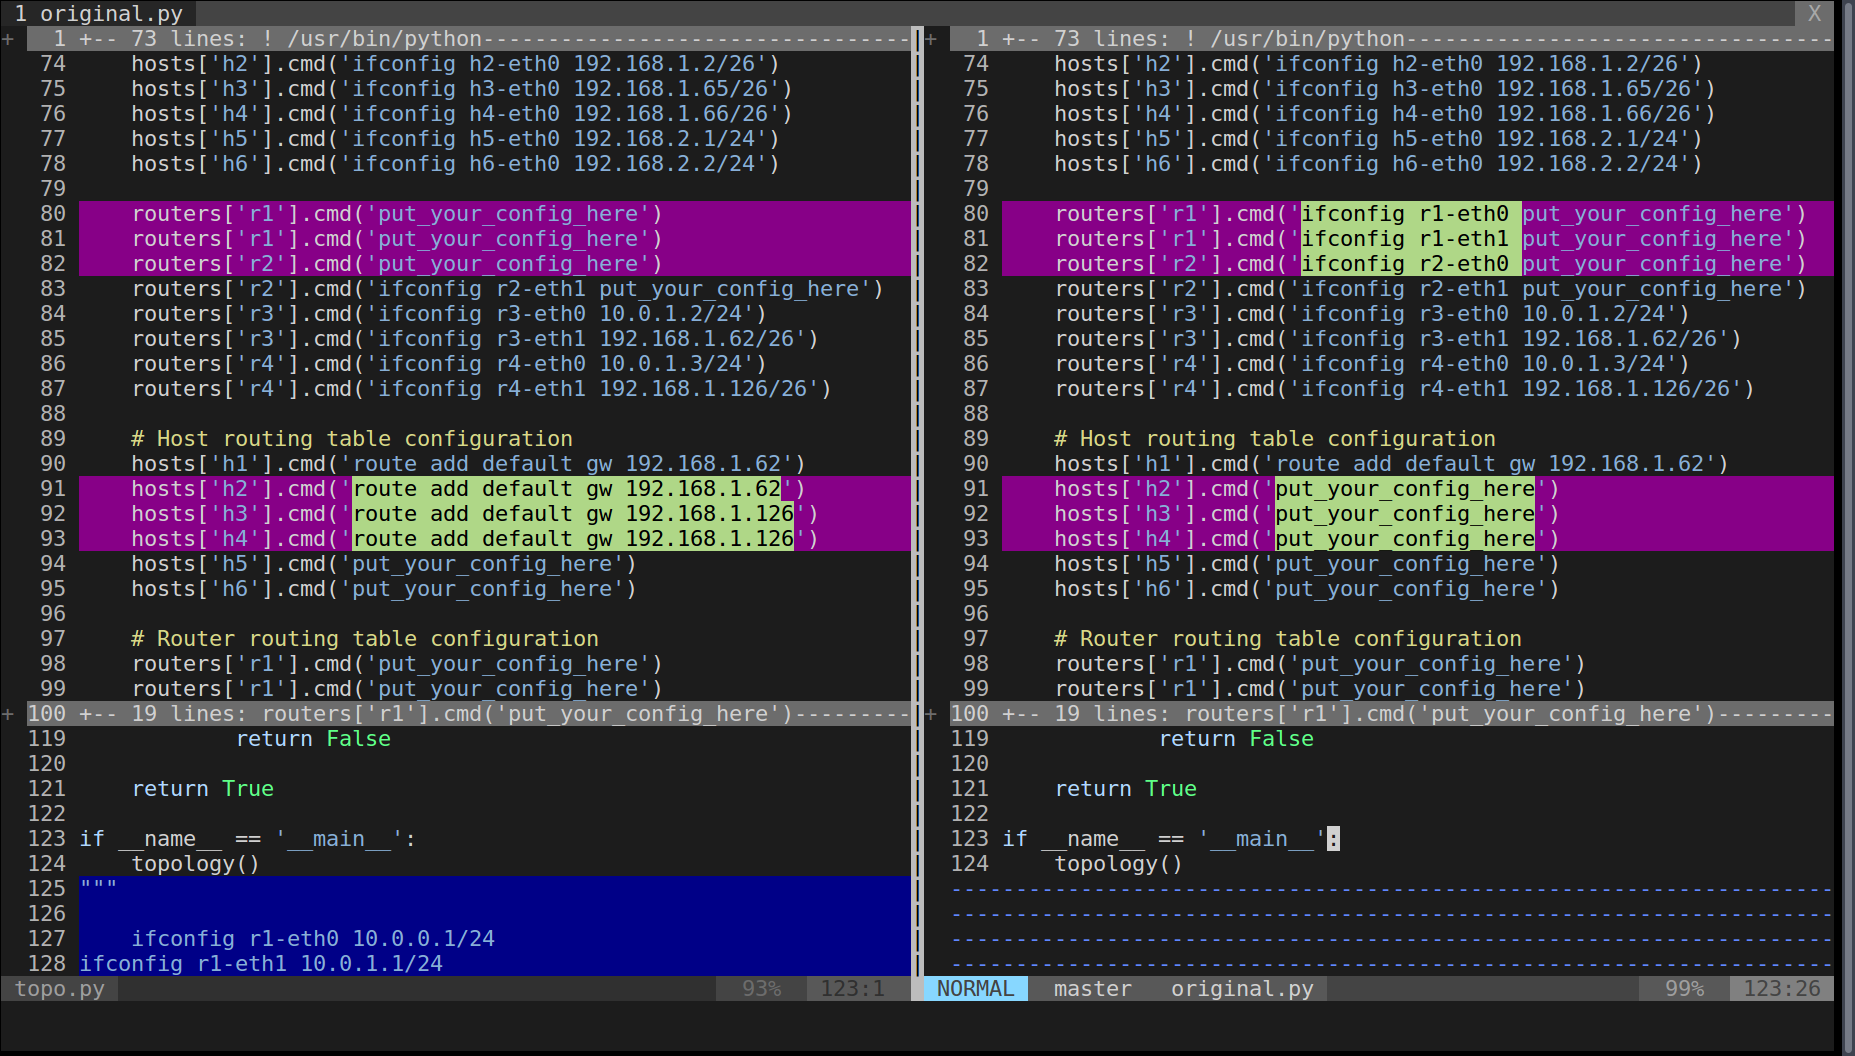 1 original.py X
+ 1 +-- 73 lines: ! /usr/bin/python---------------------------------
74     hosts['h2'].cmd('ifconfig h2-eth0 192.168.1.2/26')
75     hosts['h3'].cmd('ifconfig h3-eth0 192.168.1.65/26')
76     hosts['h4'].cmd('ifconfig h4-eth0 192.168.1.66/26')
77     hosts['h5'].cmd('ifconfig h5-eth0 192.168.2.1/24')
78     hosts['h6'].cmd('ifconfig h6-eth0 192.168.2.2/24')
79
80     routers['r1'].cmd('put_your_config_here')
81     routers['r1'].cmd('put_your_config_here')
82     routers['r2'].cmd('put_your_config_here')
83     routers['r2'].cmd('ifconfig r2-eth1 put_your_config_here')
84     routers['r3'].cmd('ifconfig r3-eth0 10.0.1.2/24')
85     routers['r3'].cmd('ifconfig r3-eth1 192.168.1.62/26')
86     routers['r4'].cmd('ifconfig r4-eth0 10.0.1.3/24')
87     routers['r4'].cmd('ifconfig r4-eth1 192.168.1.126/26')
88
89     # Host routing table configuration
90     hosts['h1'].cmd('route add default gw 192.168.1.62')
91     hosts['h2'].cmd('route add default gw 192.168.1.62')
92     hosts['h3'].cmd('route add default gw 192.168.1.126')
93     hosts['h4'].cmd('route add default gw 192.168.1.126')
94     hosts['h5'].cmd('put_your_config_here')
95     hosts['h6'].cmd('put_your_config_here')
96
97     # Router routing table configuration
98     routers['r1'].cmd('put_your_config_here')
99     routers['r1'].cmd('put_your_config_here')
+ 100 +-- 19 lines: routers['r1'].cmd('put_your_config_here')---------
119             return False
120
121     return True
122
123 if __name__ == '__main__':
124     topology()
125 """
126
127     ifconfig r1-eth0 10.0.0.1/24
128 ifconfig r1-eth1 10.0.1.1/24
topo.py 93% 123:1
+ 1 +-- 73 lines: ! /usr/bin/python---------------------------------
74     hosts['h2'].cmd('ifconfig h2-eth0 192.168.1.2/26')
75     hosts['h3'].cmd('ifconfig h3-eth0 192.168.1.65/26')
76     hosts['h4'].cmd('ifconfig h4-eth0 192.168.1.66/26')
77     hosts['h5'].cmd('ifconfig h5-eth0 192.168.2.1/24')
78     hosts['h6'].cmd('ifconfig h6-eth0 192.168.2.2/24')
79
80     routers['r1'].cmd('ifconfig r1-eth0 put_your_config_here')
81     routers['r1'].cmd('ifconfig r1-eth1 put_your_config_here')
82     routers['r2'].cmd('ifconfig r2-eth0 put_your_config_here')
83     routers['r2'].cmd('ifconfig r2-eth1 put_your_config_here')
84     routers['r3'].cmd('ifconfig r3-eth0 10.0.1.2/24')
85     routers['r3'].cmd('ifconfig r3-eth1 192.168.1.62/26')
86     routers['r4'].cmd('ifconfig r4-eth0 10.0.1.3/24')
87     routers['r4'].cmd('ifconfig r4-eth1 192.168.1.126/26')
88
89     # Host routing table configuration
90     hosts['h1'].cmd('route add default gw 192.168.1.62')
91     hosts['h2'].cmd('put_your_config_here')
92     hosts['h3'].cmd('put_your_config_here')
93     hosts['h4'].cmd('put_your_config_here')
94     hosts['h5'].cmd('put_your_config_here')
95     hosts['h6'].cmd('put_your_config_here')
96
97     # Router routing table configuration
98     routers['r1'].cmd('put_your_config_here')
99     routers['r1'].cmd('put_your_config_here')
+ 100 +-- 19 lines: routers['r1'].cmd('put_your_config_here')---------
119             return False
120
121     return True
122
123 if __name__ == '__main__':
124     topology()
NORMAL master original.py 99% 123:26